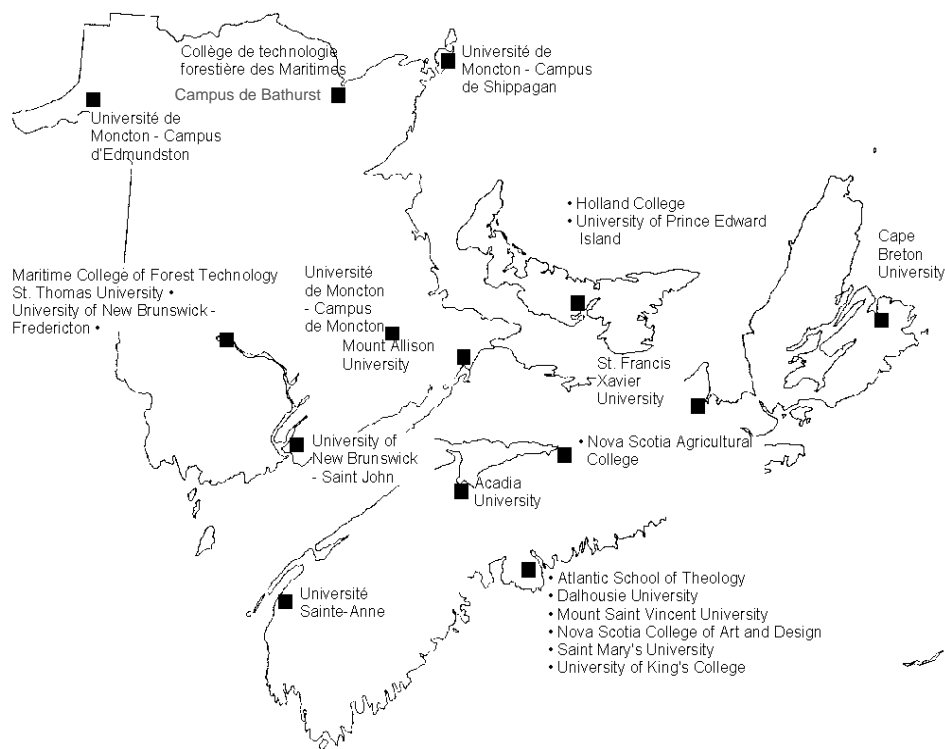 Collège de technologie
forestière des Maritimes
Campus de Bathurst
Université de
Moncton - Campus
de Shippagan
Université de
Moncton - Campus
d'Edmundston
• Holland College
• University of Prince Edward
Island
Cape
Breton
University
Maritime College of Forest Technology
St. Thomas University •
University of New Brunswick -
Fredericton •
Université
de Moncton
- Campus
de Moncton
Mount Allison
University
St. Francis
Xavier
University
University of
New Brunswick
- Saint John
• Nova Scotia Agricultural
College
Acadia
University
Université
Sainte-Anne
• Atlantic School of Theology
• Dalhousie University
• Mount Saint Vincent University
• Nova Scotia College of Art and Design
• Saint Mary's University
• University of King's College